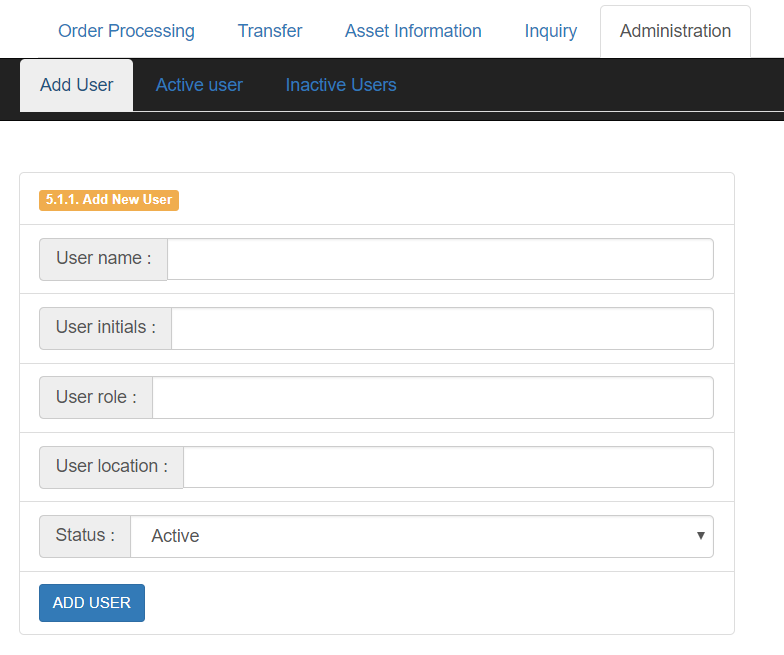 Order Processing Transfer Asset Information Inquiry Administration
Add User Active user Inactive Users
5.1.1. Add New User
User name :
User initials :
User role :
User location :
Status : Active
ADD USER